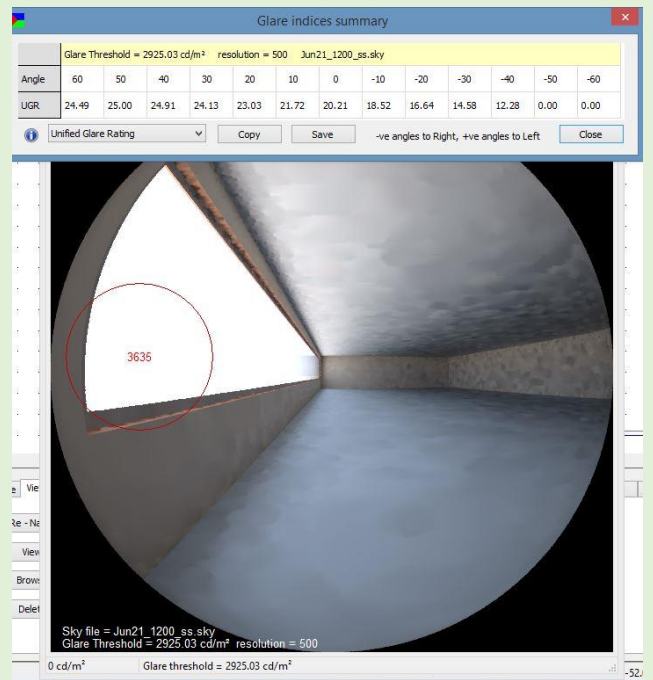 Glare indices summary
Glare Threshold = 2925.03 cd/m² resolution = 500 Jun21_1200_ss.sky
Angle 60 50 40 30 20 10 0 -10 -20 -30 -40 -50 -60
UGR 24.49 25.00 24.91 24.13 23.03 21.72 20.21 18.52 16.64 14.58 12.28 0.00 0.00
Unified Glare Rating Copy Save -ve angles to Right, +ve angles to Left Close
3635
Vie
Re - Na
View
Brows
Delet
Sky file = Jun21_1200_ss.sky
Glare Threshold = 2925.03 cd/m² resolution = 500
0 cd/m² Glare threshold = 2925.03 cd/m²